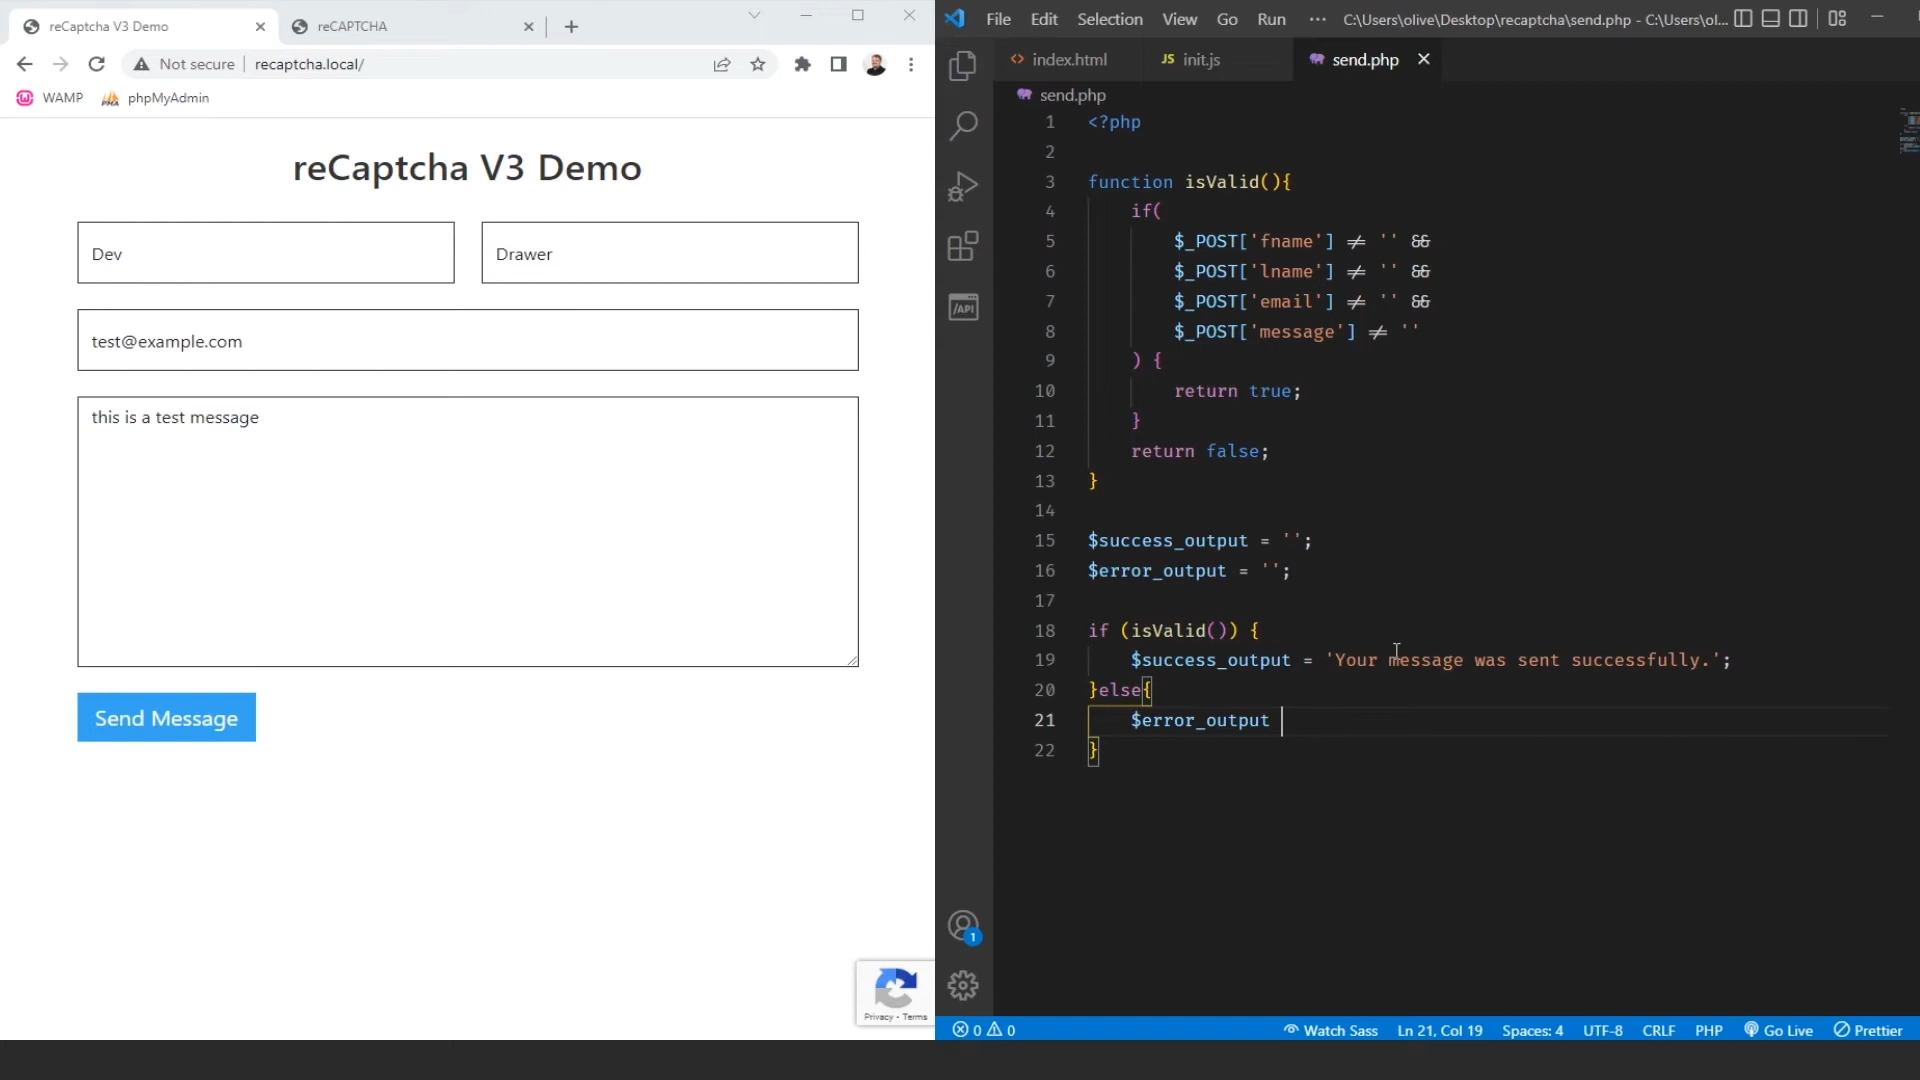 reCaptcha V3 Demo
reCAPTCHA
Not secure
recaptcha.local/
WAMP
phpMyAdmin
reCaptcha V3 Demo
Dev
Drawer
test@example.com
this is a test message
Send Message
Privacy - Terms
File Edit Selection View Go Run ··· C:\Users\olive\Desktop\recaptcha\send.php - C:\Users\ol...
index.html
JS init.js
send.php
send.php
/API
1
1 <?php
2
3 function isValid(){
4 if(
5 $_POST['fname'] ≠ '' &&
6 $_POST['lname'] ≠ '' &&
7 $_POST['email'] ≠ '' &&
8 $_POST['message'] ≠ ''
9 ) {
10 return true;
11 }
12 return false;
13 }
14
15 $success_output = '';
16 $error_output = '';
17
18 if (isValid()) {
19 $success_output = 'Your message was sent successfully.';
20 }else{
21 $error_output
22 }
0 0
Watch Sass
Ln 21, Col 19
Spaces: 4
UTF-8
CRLF
PHP
Go Live
Prettier